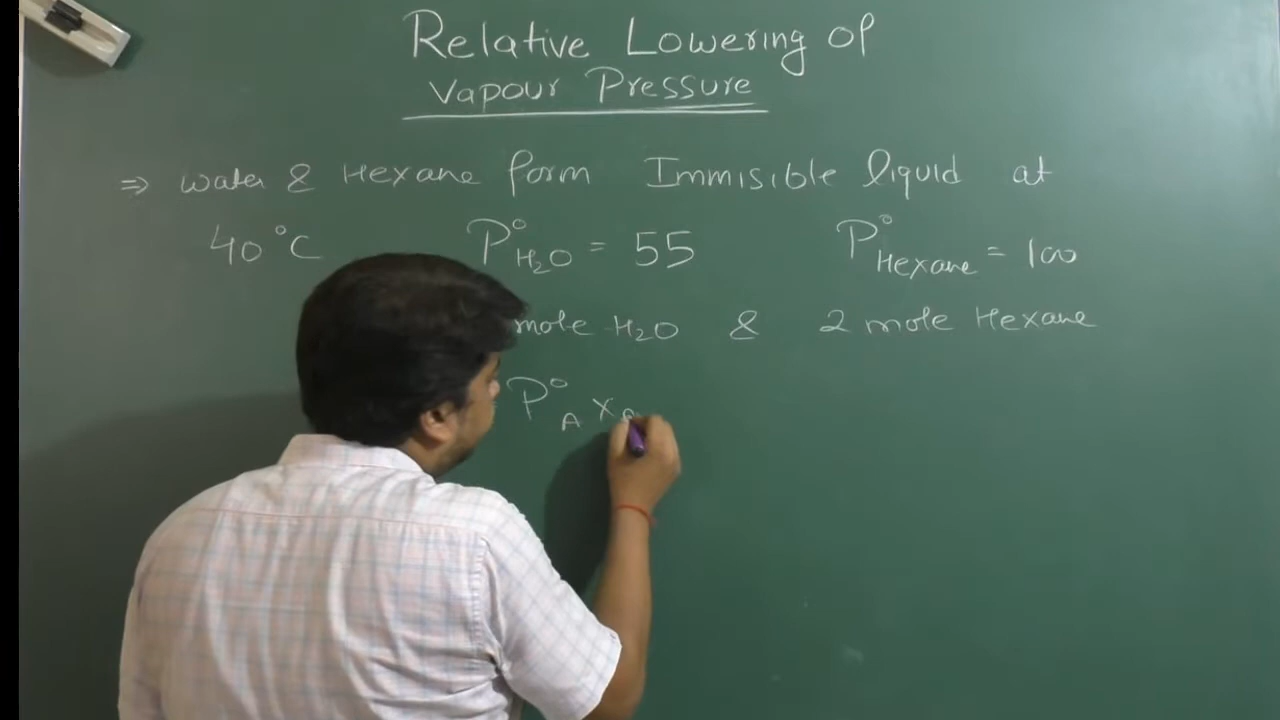 Relative Lowering of
Vapour Pressure
⇒ Water & Hexane form Immisible liquid at
40°C P°H₂O = 55 P°Hexane = 100
mole H₂O & 2 mole Hexane
P°A x